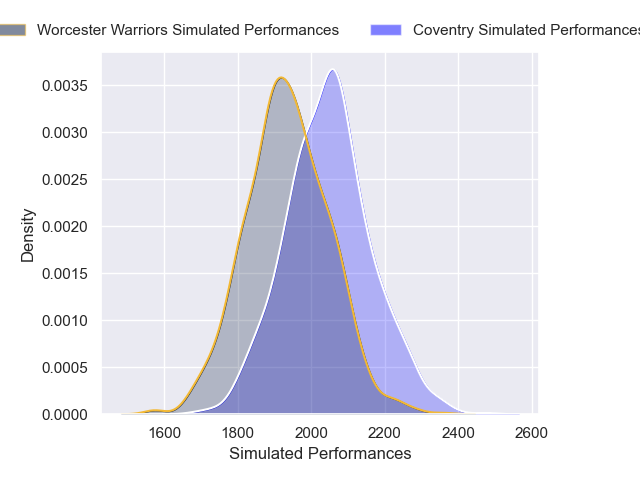 Worcester Warriors Simulated Performances
Coventry Simulated Performances
0.0035
0.0030
0.0025
0.0020
0.0015
0.0010
0.0005
0.0000
Density
1600 1800 2000 2200 2400 2600
Simulated Performances